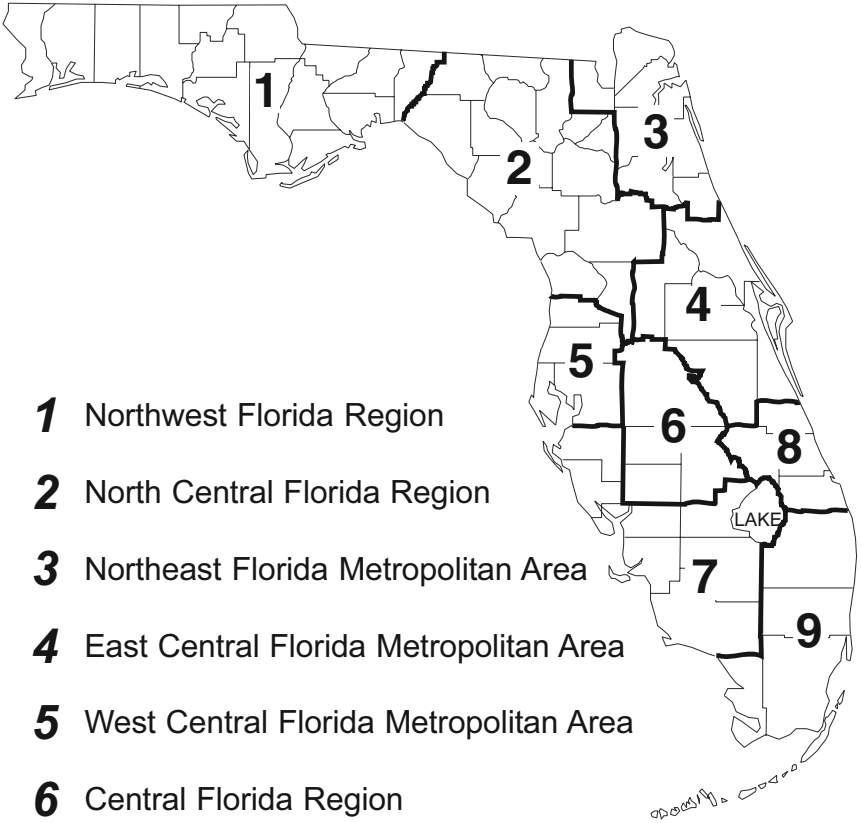 1
2
3
4
5
6
7
8
9
LAKE
1 Northwest Florida Region
2 North Central Florida Region
3 Northeast Florida Metropolitan Area
4 East Central Florida Metropolitan Area
5 West Central Florida Metropolitan Area
6 Central Florida Region